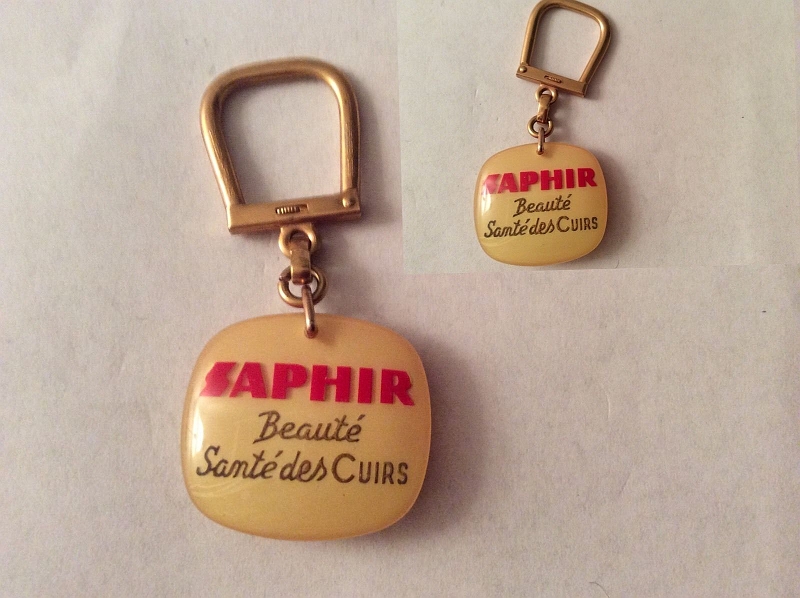 SAPHIR
Beauté
Santé des CUIRS
SAPHIR
Beauté
Santé des CUIRS